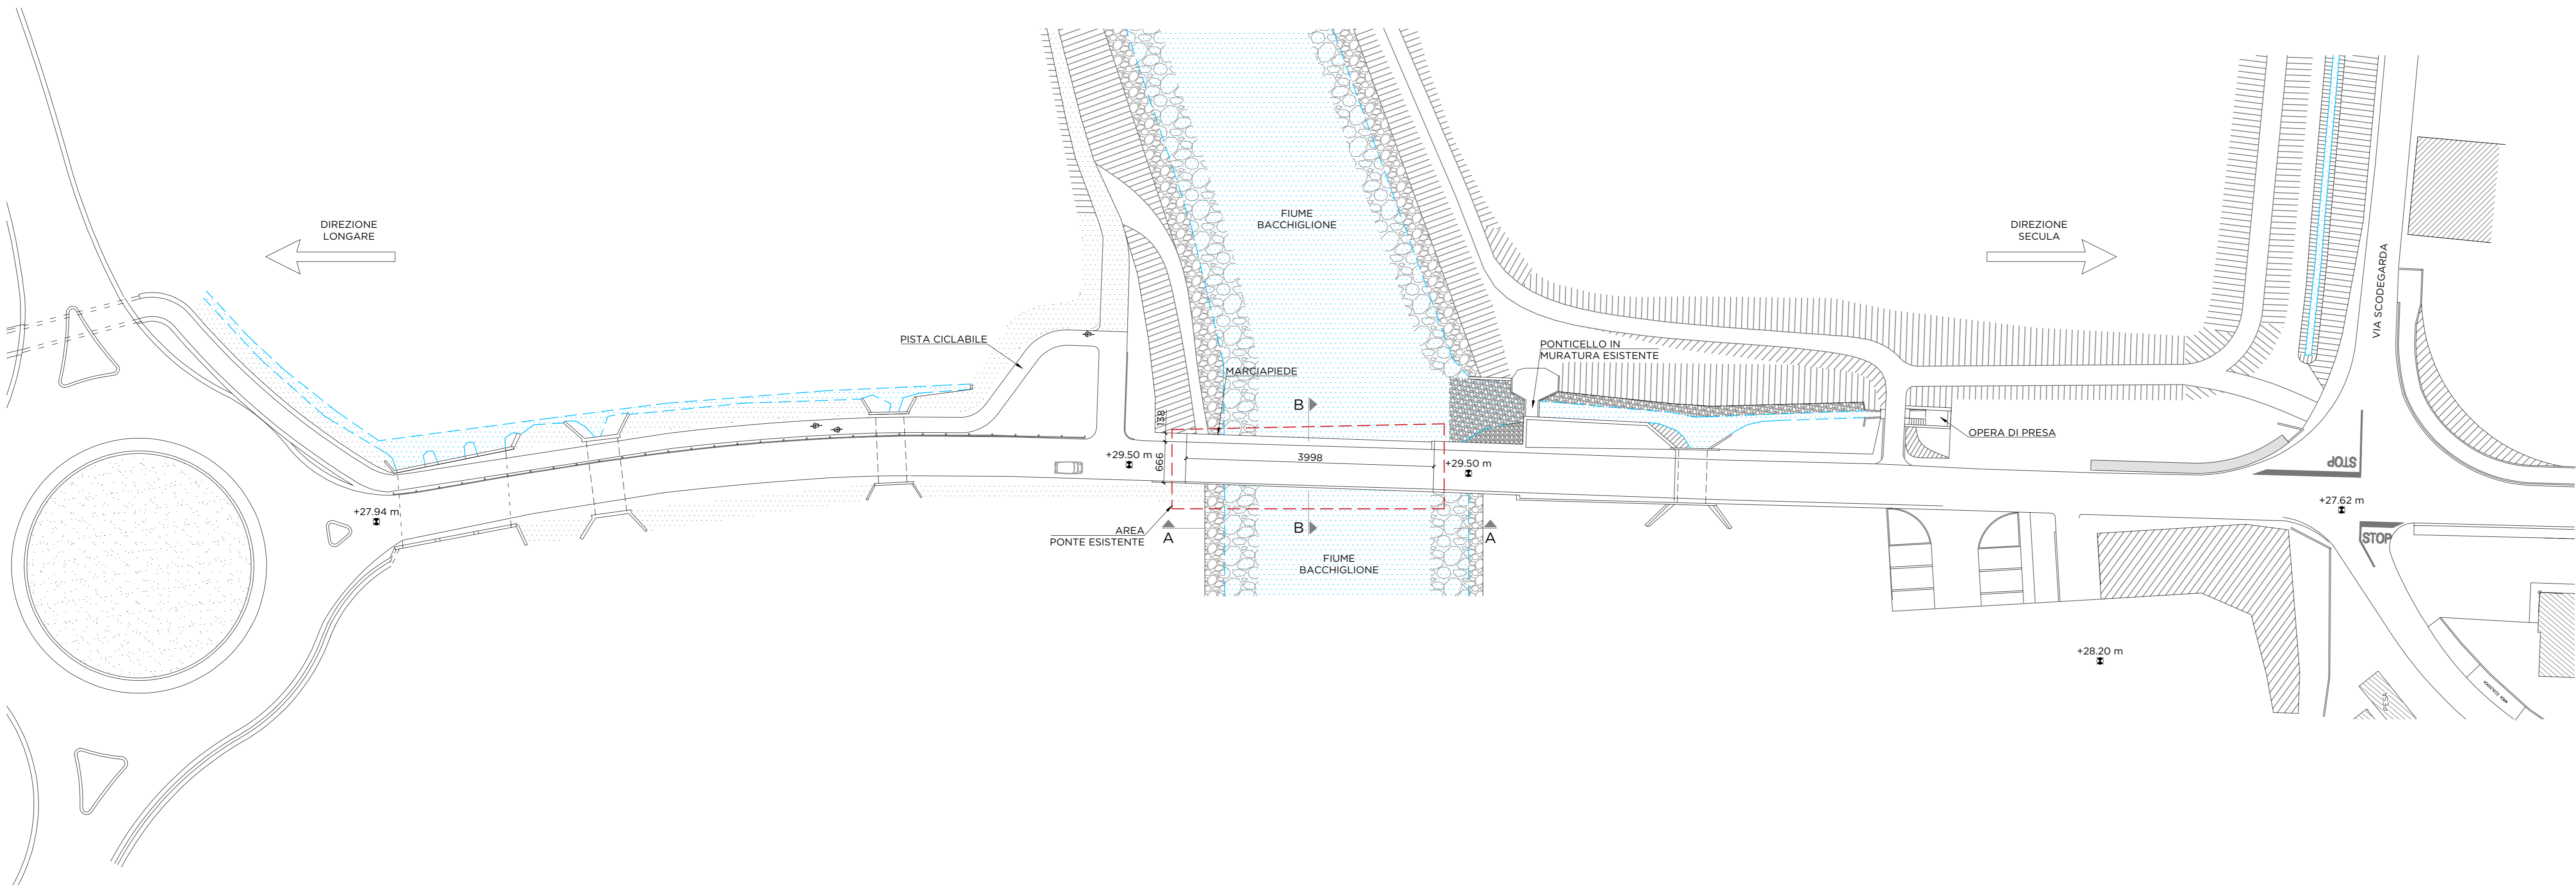 DIREZIONE
LONGARE
FIUME
BACCHIGLIONE
DIREZIONE
SECULA
VIA SCODEGARDA
PISTA CICLABILE
PONTICELLO IN
MURATURA ESISTENTE
MARCIAPIEDE
B
138
OPERA DI PRESA
+29.50 m
666
3998
+29.50 m
STOP
+27.94 m
+27.62 m
AREA
PONTE ESISTENTE
A
B
A
STOP
FIUME
BACCHIGLIONE
+28.20 m
PESA